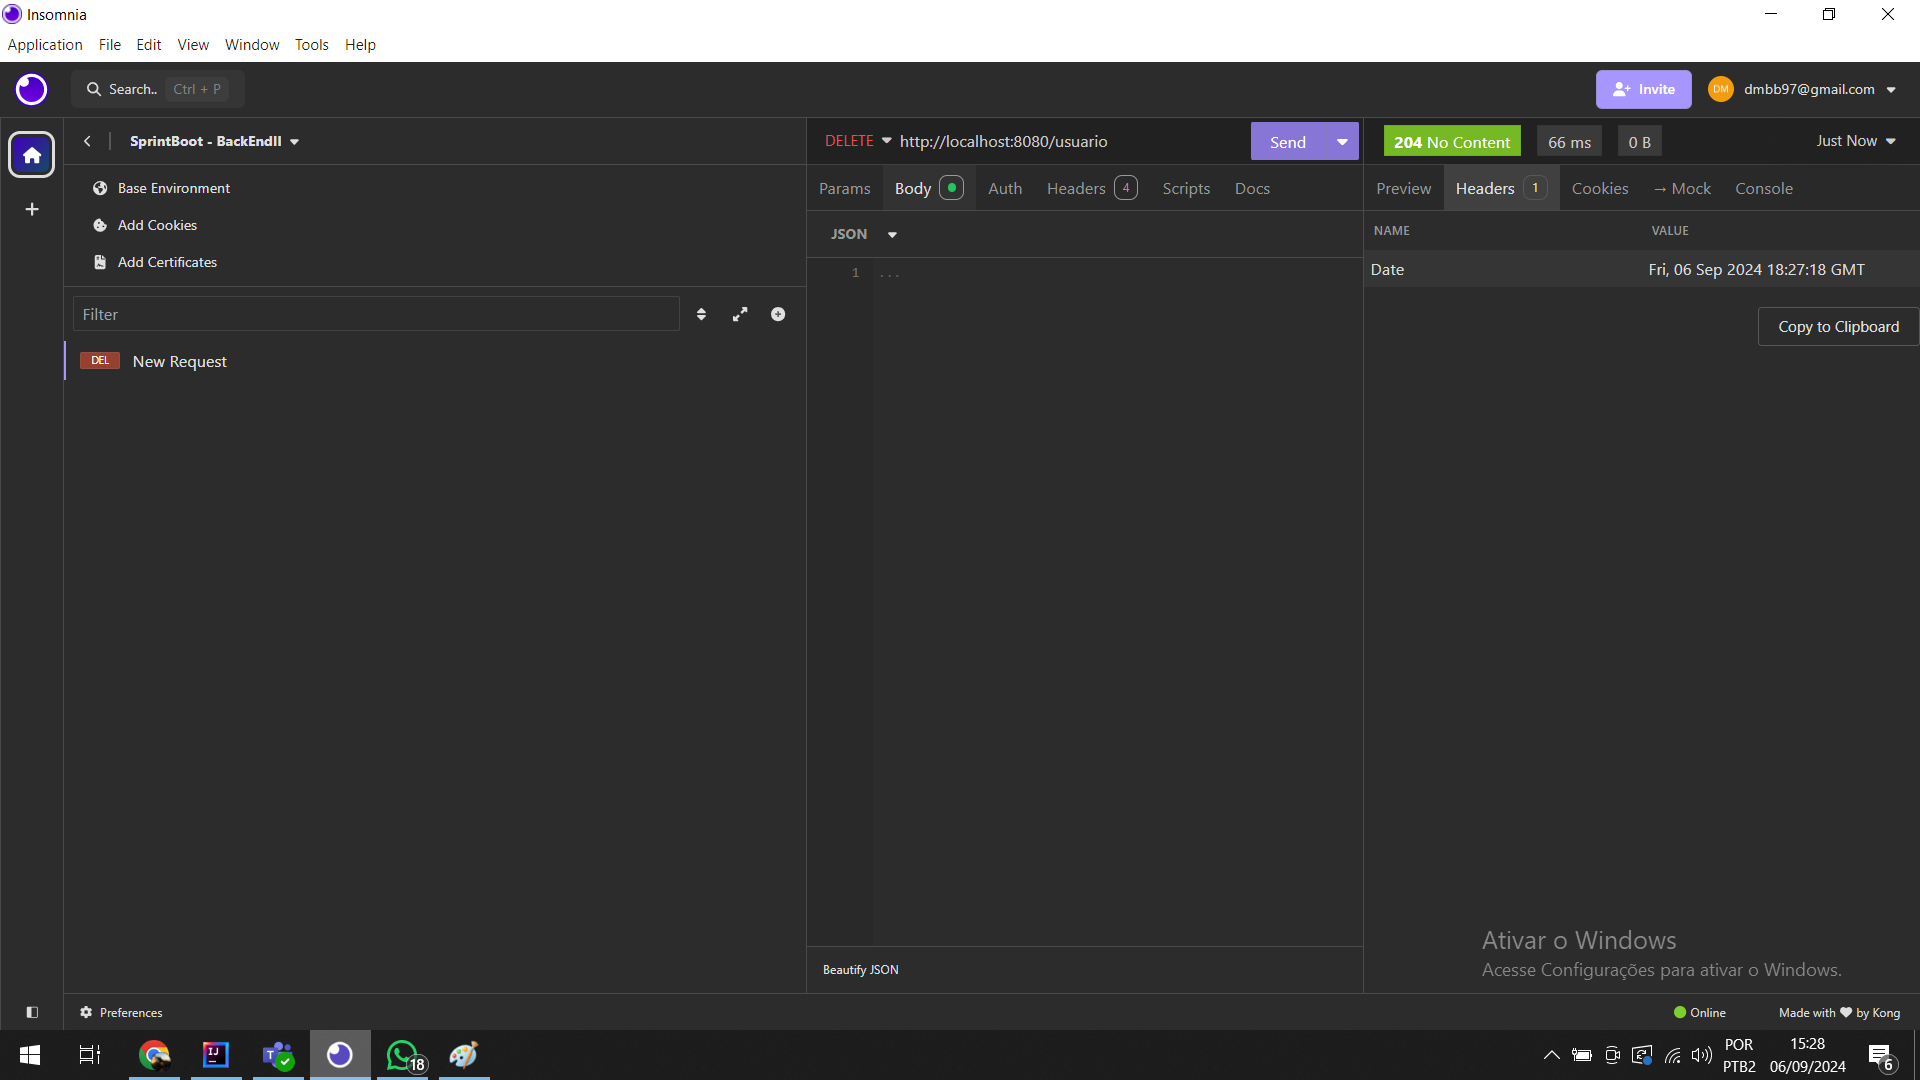 Insomnia
Application File Edit View Window Tools Help
Search.. Ctrl + P
Invite
DM dmbb97@gmail.com
SprintBoot - BackEndII
DELETE http://localhost:8080/usuario Send
204 No Content 66 ms 0 B Just Now
Base Environment
Add Cookies
Add Certificates
Params Body Auth Headers 4 Scripts Docs
Preview Headers 1 Cookies → Mock Console
JSON
NAME VALUE
1 ...
Date Fri, 06 Sep 2024 18:27:18 GMT
Copy to Clipboard
Filter
DEL New Request
Ativar o Windows
Acesse Configurações para ativar o Windows.
Beautify JSON
Preferences
Online Made with ❤ by Kong
IJ
T
18
POR
PTB2
15:28
06/09/2024
6